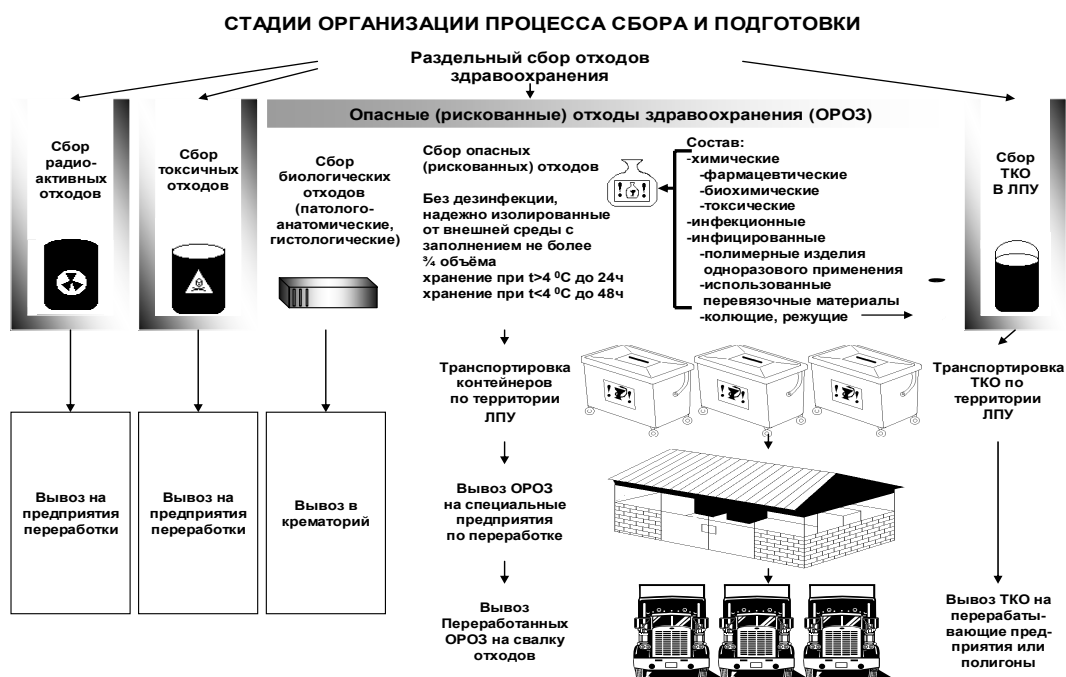 СТАДИИ ОРГАНИЗАЦИИ ПРОЦЕССА СБОРА И ПОДГОТОВКИ
Раздельный сбор отходов
здравоохранения
Опасные (рискованные) отходы здравоохранения (ОРОЗ)
Сбор
радио-
активных
отходов
Сбор
токсичных
отходов
Сбор
биологических
отходов
(патолого-
анатомические,
гистологические)
Сбор опасных
(рискованных) отходов
Без дезинфекции,
надежно изолированные
от внешней среды с
заполнением не более
¾ объёма
хранение при t>4 ⁰С до 24ч
хранение при t<4 ⁰С до 48ч
Состав:
-химические
-фармацевтические
-биохимические
-токсические
-инфекционные
-инфицированные
-полимерные изделия
одноразового применения
-использованные
перевязочные материалы
-колющие, режущие
Сбор
ТКО
В ЛПУ
Транспортировка
контейнеров
по территории
ЛПУ
Транспортировка
ТКО по
территории
ЛПУ
Вывоз на
предприятия
переработки
Вывоз на
предприятия
переработки
Вывоз в
крематорий
Вывоз ОРОЗ
на специальные
предприятия
по переработке
Вывоз
Переработанных
ОРОЗ на свалку
отходов
Вывоз ТКО на
перерабаты-
вающие пред-
приятия или
полигоны